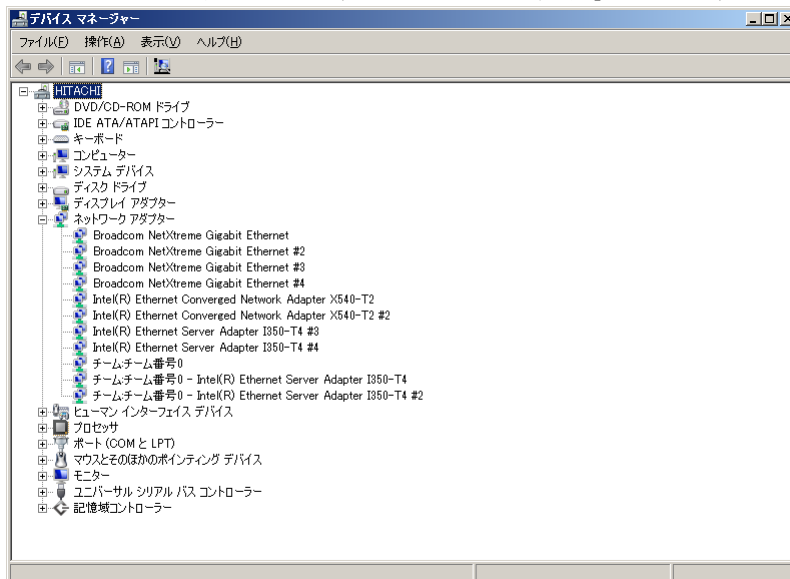 デバイス マネージャー
ファイル(F) 操作(A) 表示(V) ヘルプ(H)
HITACHI
DVD/CD-ROM ドライブ
IDE ATA/ATAPI コントローラー
キーボード
コンピューター
システム デバイス
ディスク ドライブ
ディスプレイ アダプター
ネットワーク アダプター
Broadcom NetXtreme Gigabit Ethernet
Broadcom NetXtreme Gigabit Ethernet #2
Broadcom NetXtreme Gigabit Ethernet #3
Broadcom NetXtreme Gigabit Ethernet #4
Intel(R) Ethernet Converged Network Adapter X540-T2
Intel(R) Ethernet Converged Network Adapter X540-T2 #2
Intel(R) Ethernet Server Adapter I350-T4 #3
Intel(R) Ethernet Server Adapter I350-T4 #4
チーム:チーム番号0
チーム:チーム番号0 - Intel(R) Ethernet Server Adapter I350-T4
チーム:チーム番号0 - Intel(R) Ethernet Server Adapter I350-T4 #2
ヒューマン インターフェイス デバイス
プロセッサ
ポート (COM と LPT)
マウスとそのほかのポインティング デバイス
モニター
ユニバーサル シリアル バス コントローラー
記憶域コントローラー